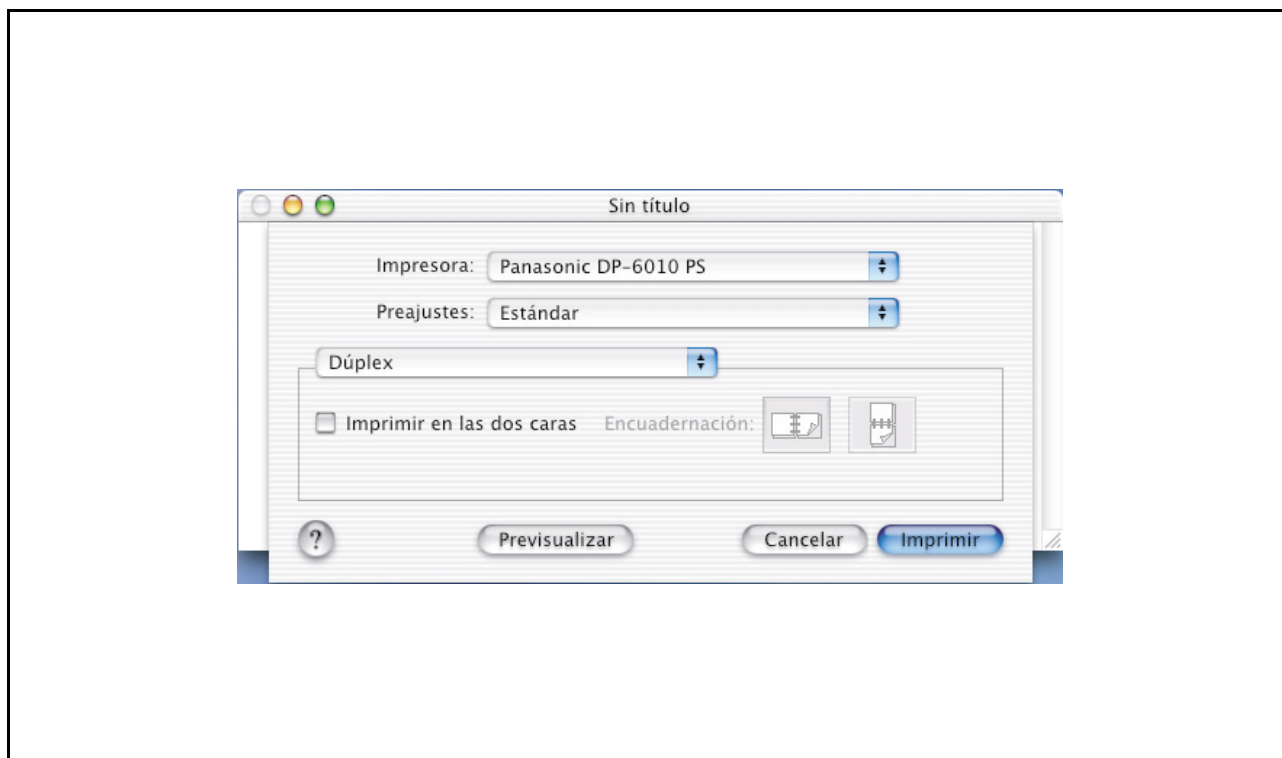 Sin título
Impresora: Panasonic DP-6010 PS
Preajustes: Estándar
Dúplex
Imprimir en las dos caras Encuadernación:
? Previsualizar Cancelar Imprimir